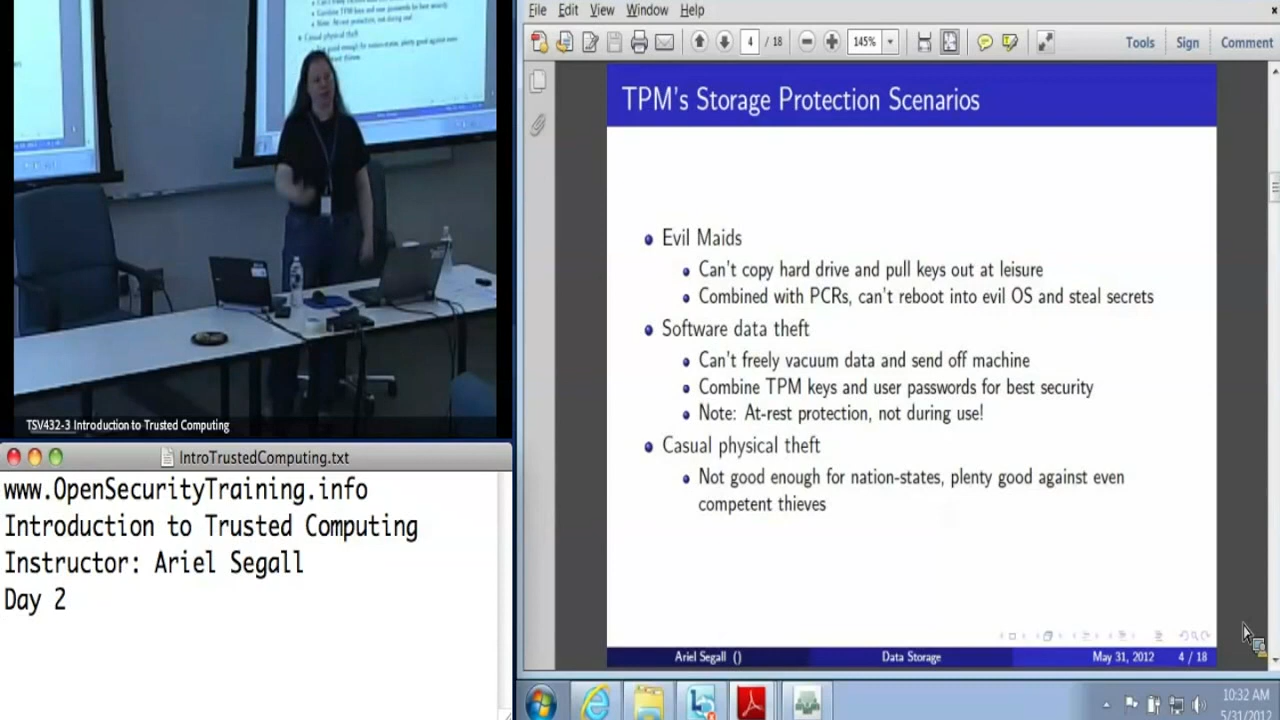 TSV432-3 Introduction to Trusted Computing
IntroTrustedComputing.txt
www.OpenSecurityTraining.info
Introduction to Trusted Computing
Instructor: Ariel Segall
Day 2
File Edit View Window Help
4 / 18 145% Tools Sign Comment
TPM's Storage Protection Scenarios
Evil Maids
Can't copy hard drive and pull keys out at leisure
Combined with PCRs, can't reboot into evil OS and steal secrets
Software data theft
Can't freely vacuum data and send off machine
Combine TPM keys and user passwords for best security
Note: At-rest protection, not during use!
Casual physical theft
Not good enough for nation-states, plenty good against even
competent thieves
Ariel Segall () Data Storage May 31, 2012 4 / 18
10:32 AM
5/31/2012